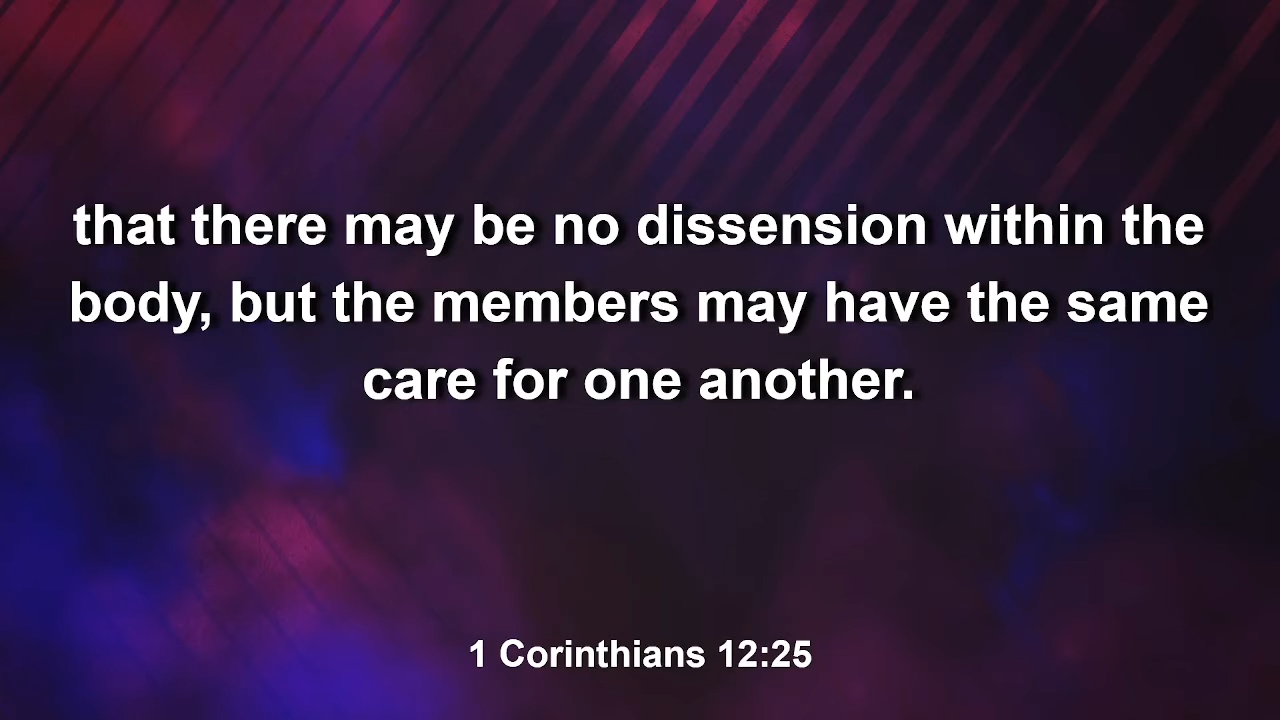 that there may be no dissension within the
body, but the members may have the same
care for one another.
1 Corinthians 12:25